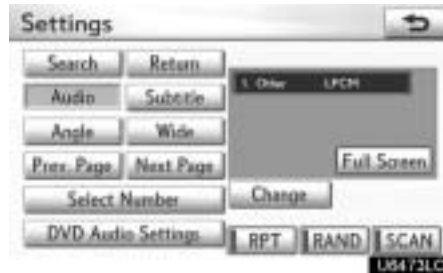 Settings
Search Return
Audio Subtitle
1. Other LPCM
Angle Wide
Prev. Page Next Page
Full Screen
Select Number
Change
DVD Audio Settings
RPT RAND SCAN
U6473LC